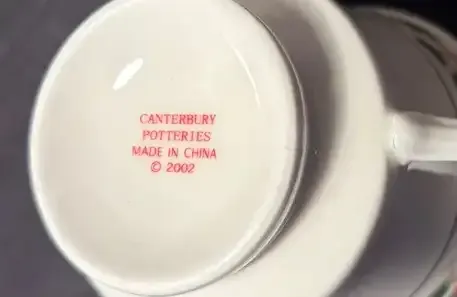 CANTERBURY
POTTERIES
MADE IN CHINA
© 2002